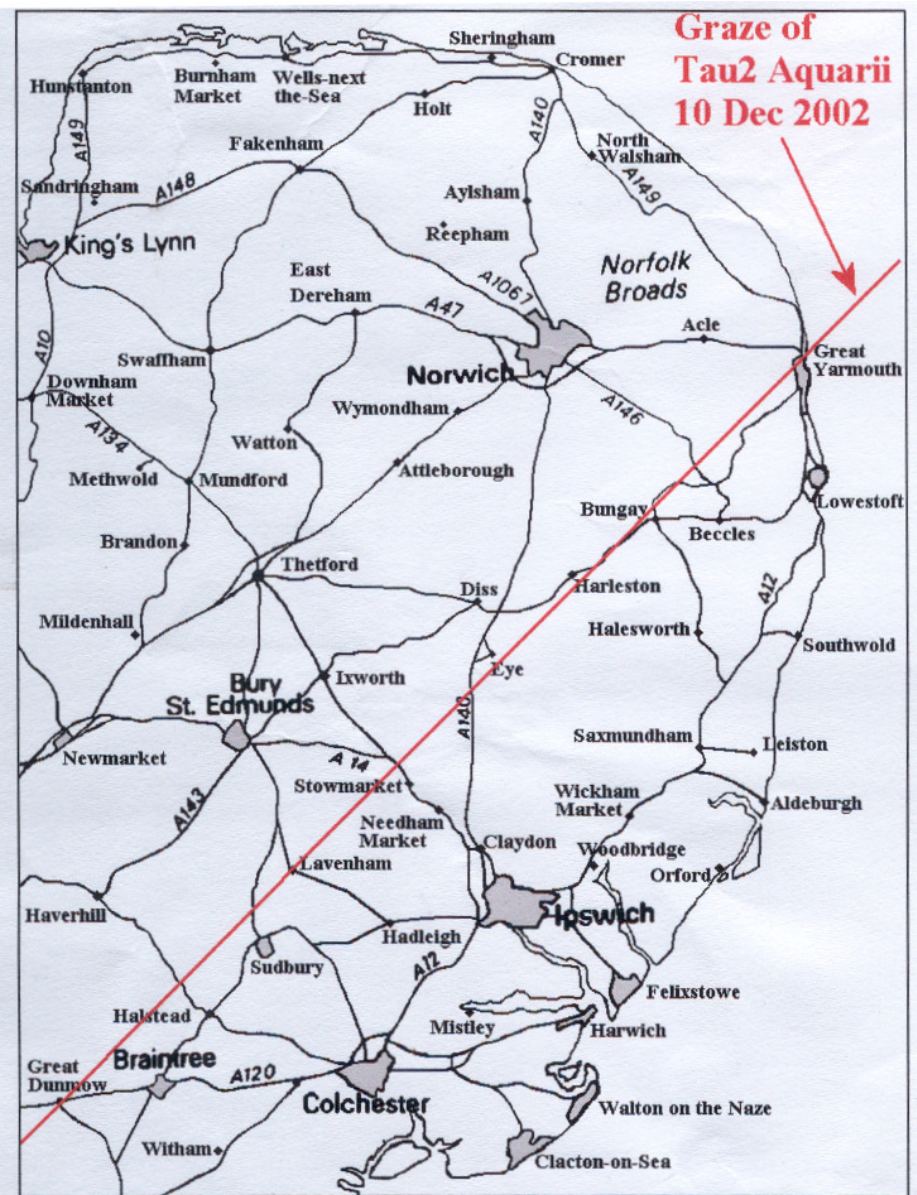 Graze of
Tau2 Aquarii
10 Dec 2002
Sheringham
Cromer
Hunstanton
Burnham
Market
Wells-next
the-Sea
Holt
A149
A140
North
Walsham
Fakenham
Sandringham
A148
Aylsham
A149
Reepham
King's Lynn
East
Dereham
A1067
Norfolk
Broads
A47
Acle
A10
Swaffham
Great
Yarmouth
Norwich
Downham
Market
Wymondham
A146
A134
Watton
Methwold
Mundford
Attleborough
Lowestoft
Bungay
Beccles
Brandon
Thetford
Diss
Harleston
A12
Mildenhall
Halesworth
Southwold
Eye
Ixworth
Bury
St. Edmunds
A140
Newmarket
A 14
Saxmundham
Leiston
Stowmarket
Wickham
Market
Aldeburgh
A143
Needham
Market
Claydon
Woodbridge
Lavenham
Orford
Haverhill
Ipswich
Hadleigh
Sudbury
A12
Felixstowe
Halstead
Mistley
Harwich
Great
Dunmow
Braintree
A120
Colchester
Walton on the Naze
Witham
Clacton-on-Sea